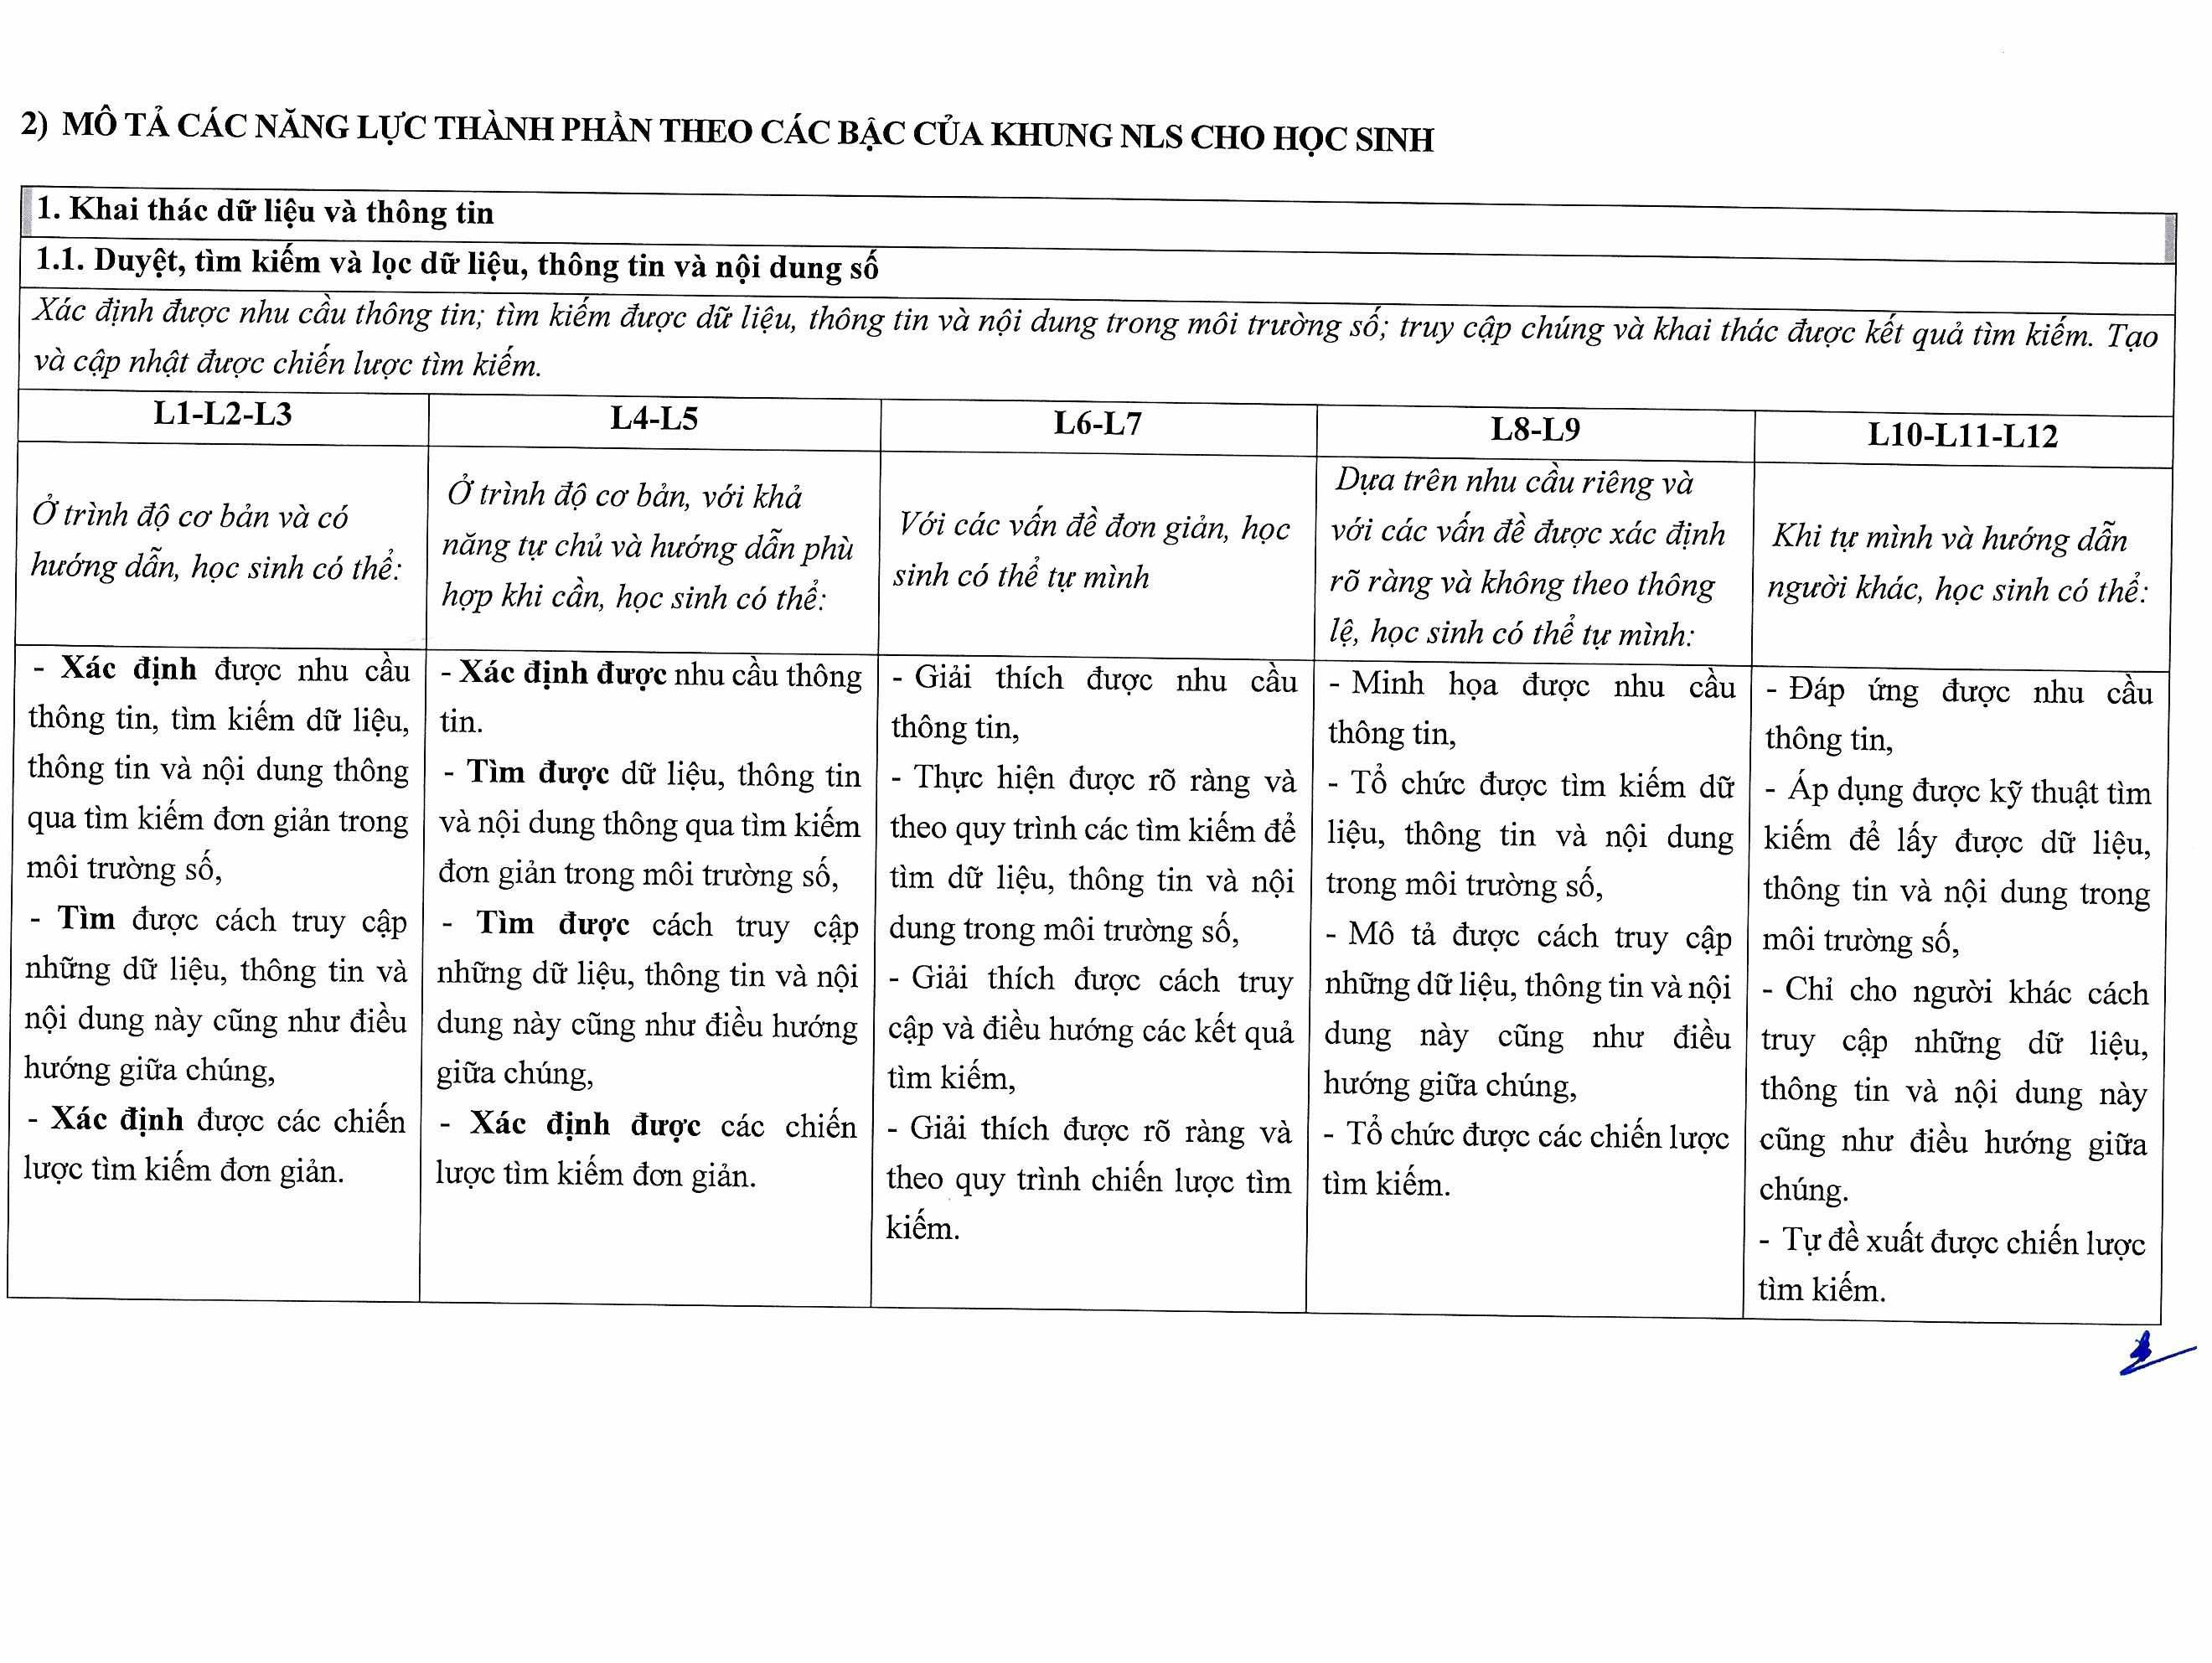 2) MÔ TẢ CÁC NĂNG LỰC THÀNH PHẦN THEO CÁC BẬC CỦA KHUNG NLS CHO HỌC SINH
1. Khai thác dữ liệu và thông tin
1.1. Duyệt, tìm kiếm và lọc dữ liệu, thông tin và nội dung số
Xác định được nhu cầu thông tin; tìm kiếm được dữ liệu, thông tin và nội dung trong môi trường số; truy cập chúng và khai thác được kết quả tìm kiếm. Tạo
và cập nhật được chiến lược tìm kiếm.
L1-L2-L3
L4-L5
L6-L7
L8-L9
L10-L11-L12
Ở trình độ cơ bản và có
hướng dẫn, học sinh có thể:
Ở trình độ cơ bản, với khả
năng tự chủ và hướng dẫn phù
hợp khi cần, học sinh có thể:
Với các vấn đề đơn giản, học
sinh có thể tự mình
Dựa trên nhu cầu riêng và
với các vấn đề được xác định
rõ ràng và không theo thông
lệ, học sinh có thể tự mình:
Khi tự mình và hướng dẫn
người khác, học sinh có thể:
- Xác định được nhu cầu
thông tin, tìm kiếm dữ liệu,
thông tin và nội dung thông
qua tìm kiếm đơn giản trong
môi trường số,
- Tìm được cách truy cập
những dữ liệu, thông tin và
nội dung này cũng như điều
hướng giữa chúng,
- Xác định được các chiến
lược tìm kiếm đơn giản.
- Xác định được nhu cầu thông
tin.
- Tìm được dữ liệu, thông tin
và nội dung thông qua tìm kiếm
đơn giản trong môi trường số,
- Tìm được cách truy cập
những dữ liệu, thông tin và nội
dung này cũng như điều hướng
giữa chúng,
- Xác định được các chiến
lược tìm kiếm đơn giản.
- Giải thích được nhu cầu
thông tin,
- Thực hiện được rõ ràng và
theo quy trình các tìm kiếm để
tìm dữ liệu, thông tin và nội
dung trong môi trường số,
- Giải thích được cách truy
cập và điều hướng các kết quả
tìm kiếm,
- Giải thích được rõ ràng và
theo quy trình chiến lược tìm
kiếm.
- Minh họa được nhu cầu
thông tin,
- Tổ chức được tìm kiếm dữ
liệu, thông tin và nội dung
trong môi trường số,
- Mô tả được cách truy cập
những dữ liệu, thông tin và nội
dung này cũng như điều
hướng giữa chúng,
- Tổ chức được các chiến lược
tìm kiếm.
- Đáp ứng được nhu cầu
thông tin,
- Áp dụng được kỹ thuật tìm
kiếm để lấy được dữ liệu,
thông tin và nội dung trong
môi trường số,
- Chỉ cho người khác cách
truy cập những dữ liệu,
thông tin và nội dung này
cũng như điều hướng giữa
chúng.
- Tự đề xuất được chiến lược
tìm kiếm.